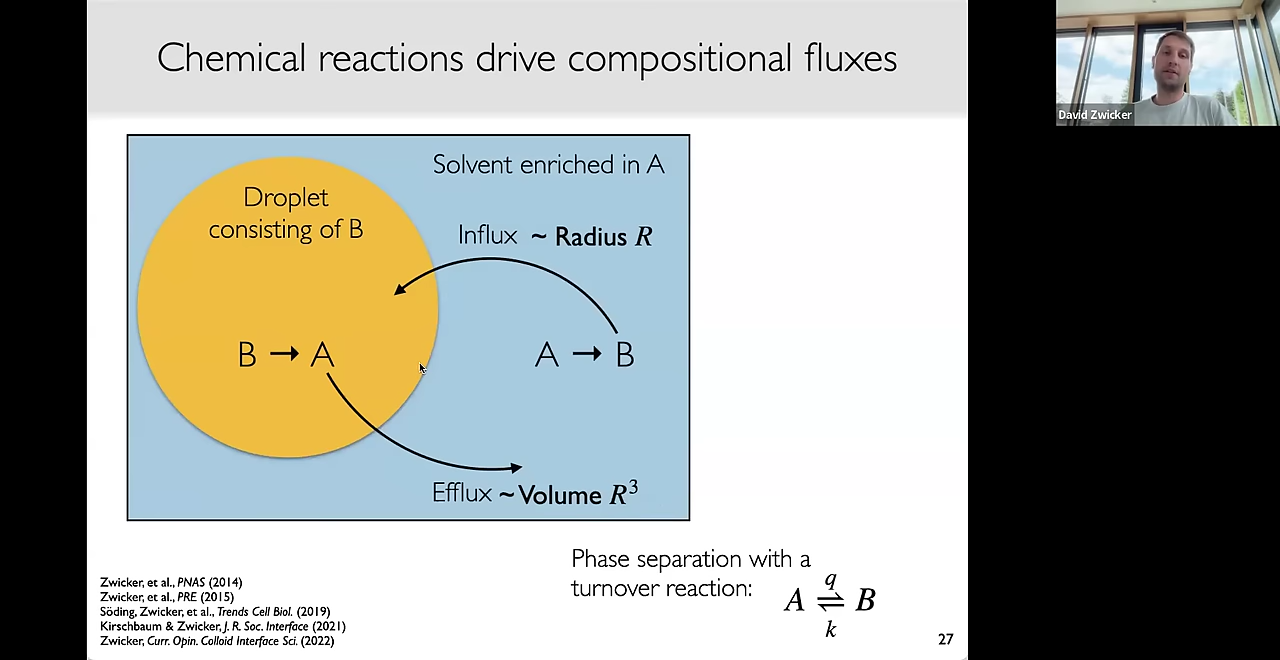 Chemical reactions drive compositional fluxes
David Zwicker
Solvent enriched in A
Droplet
consisting of B
Influx ~ Radius R
B → A
A → B
Efflux ~ Volume R³
Phase separation with a
turnover reaction:
A ⇌ B
q
k
Zwicker, et al., PNAS (2014)
Zwicker, et al., PRE (2015)
Söding, Zwicker, et al., Trends Cell Biol. (2019)
Kirschbaum & Zwicker, J. R. Soc. Interface (2021)
Zwicker, Curr. Opin. Colloid Interface Sci. (2022)
27